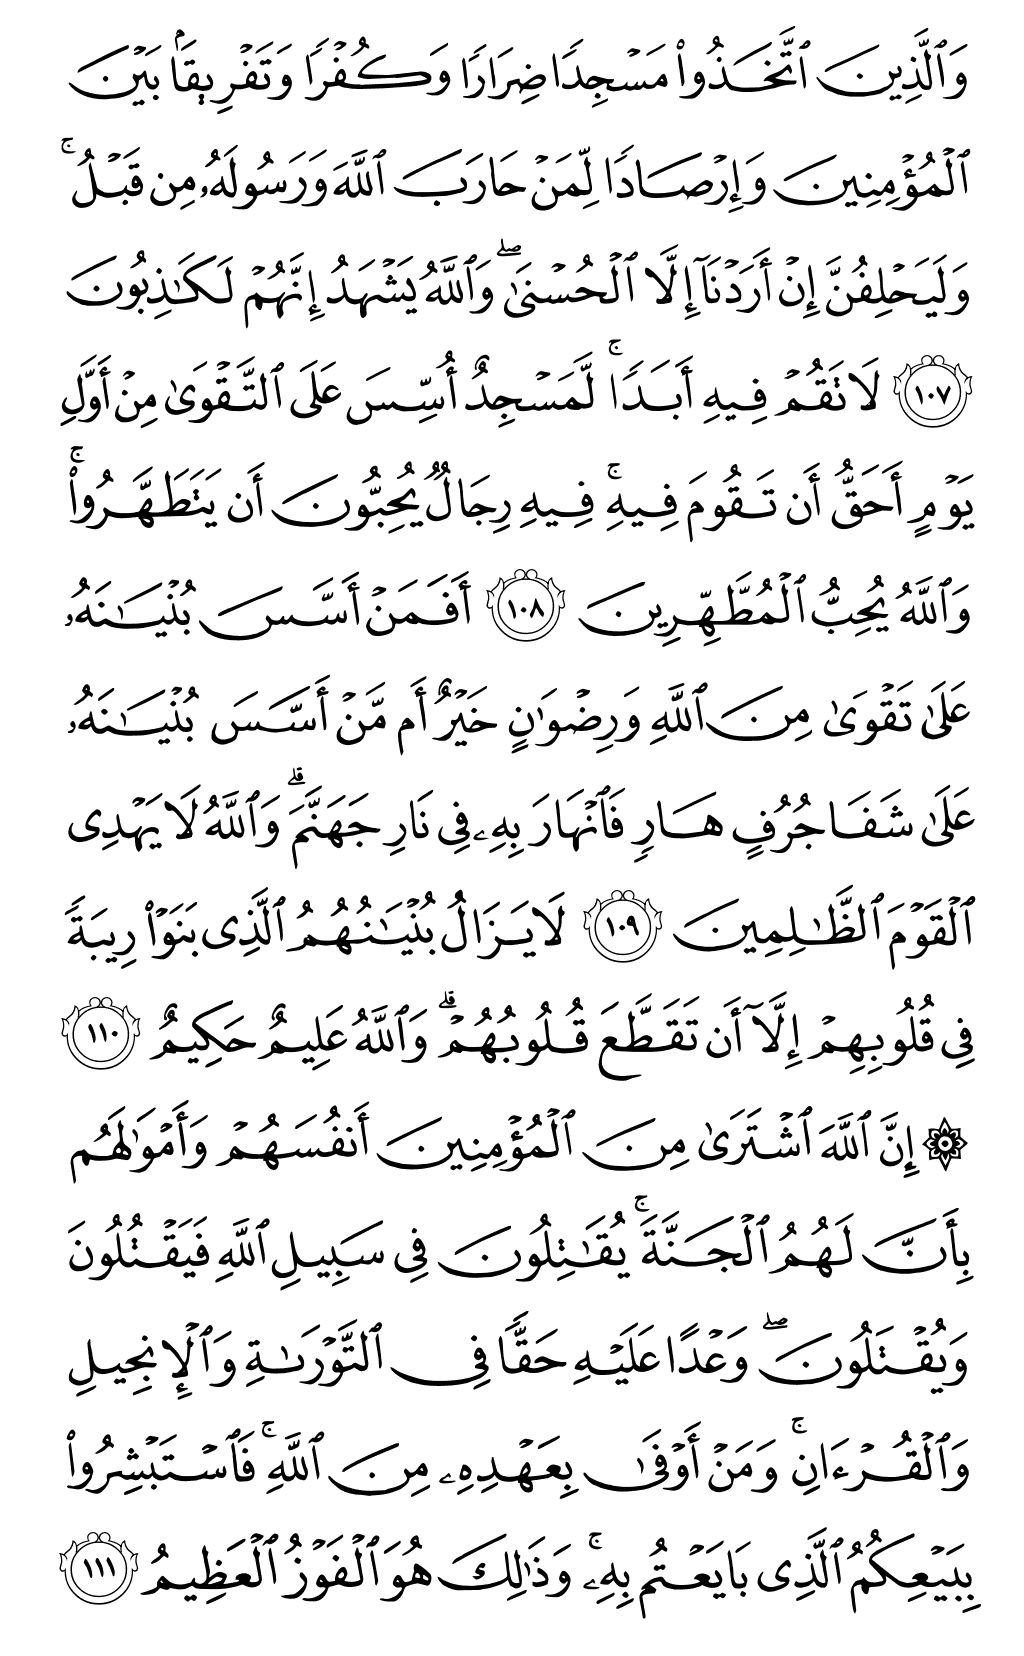 وَٱلَّذِينَ ٱتَّخَذُواْ مَسۡجِدٗا ضِرَارٗا وَكُفۡرٗا وَتَفۡرِيقَۢا بَيۡنَ
ٱلۡمُؤۡمِنِينَ وَإِرۡصَادٗا لِّمَنۡ حَارَبَ ٱللَّهَ وَرَسُولَهُۥ مِن قَبۡلُۚ
وَلَيَحۡلِفُنَّ إِنۡ أَرَدۡنَآ إِلَّا ٱلۡحُسۡنَىٰۖ وَٱللَّهُ يَشۡهَدُ إِنَّهُمۡ لَكَٰذِبُونَ
١٠٧ لَا تَقُمۡ فِيهِ أَبَدٗاۚ لَّمَسۡجِدٌ أُسِّسَ عَلَى ٱلتَّقۡوَىٰ مِنۡ أَوَّلِ
يَوۡمٍ أَحَقُّ أَن تَقُومَ فِيهِۚ فِيهِ رِجَالٞ يُحِبُّونَ أَن يَتَطَهَّرُواْۚ
وَٱللَّهُ يُحِبُّ ٱلۡمُطَّهِّرِينَ ١٠٨ أَفَمَنۡ أَسَّسَ بُنۡيَٰنَهُۥ
عَلَىٰ تَقۡوَىٰ مِنَ ٱللَّهِ وَرِضۡوَٰنٍ خَيۡرٌ أَم مَّنۡ أَسَّسَ بُنۡيَٰنَهُۥ
عَلَىٰ شَفَا جُرُفٍ هَارٖ فَٱنۡهَارَ بِهِۦ فِي نَارِ جَهَنَّمَۗ وَٱللَّهُ لَا يَهۡدِي
ٱلۡقَوۡمَ ٱلظَّٰلِمِينَ ١٠٩ لَا يَزَالُ بُنۡيَٰنُهُمُ ٱلَّذِي بَنَوۡاْ رِيبَةٗ
فِي قُلُوبِهِمۡ إِلَّآ أَن تَقَطَّعَ قُلُوبُهُمۡۗ وَٱللَّهُ عَلِيمٌ حَكِيمٌ ١١٠
۞ إِنَّ ٱللَّهَ ٱشۡتَرَىٰ مِنَ ٱلۡمُؤۡمِنِينَ أَنفُسَهُمۡ وَأَمۡوَٰلَهُم
بِأَنَّ لَهُمُ ٱلۡجَنَّةَۚ يُقَٰتِلُونَ فِي سَبِيلِ ٱللَّهِ فَيَقۡتُلُونَ
وَيُقۡتَلُونَۖ وَعۡدًا عَلَيۡهِ حَقّٗا فِي ٱلتَّوۡرَىٰةِ وَٱلۡإِنجِيلِ
وَٱلۡقُرۡءَانِۚ وَمَنۡ أَوۡفَىٰ بِعَهۡدِهِۦ مِنَ ٱللَّهِۚ فَٱسۡتَبۡشِرُواْ
بِبَيۡعِكُمُ ٱلَّذِي بَايَعۡتُم بِهِۦۚ وَذَٰلِكَ هُوَ ٱلۡفَوۡزُ ٱلۡعَظِيمُ ١١١